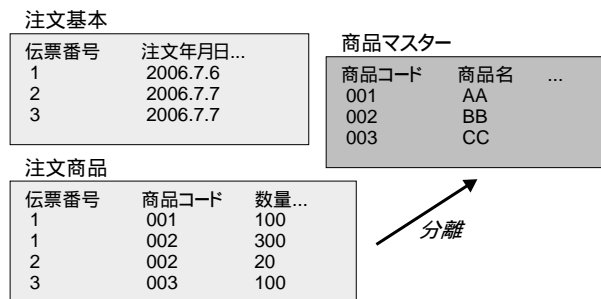 注文基本
伝票番号 注文年月日...
1 2006.7.6
2 2006.7.7
3 2006.7.7
商品マスター
商品コード 商品名 ...
001 AA
002 BB
003 CC
注文商品
伝票番号 商品コード 数量...
1 001 100
1 002 300
2 002 20
3 003 100
分離